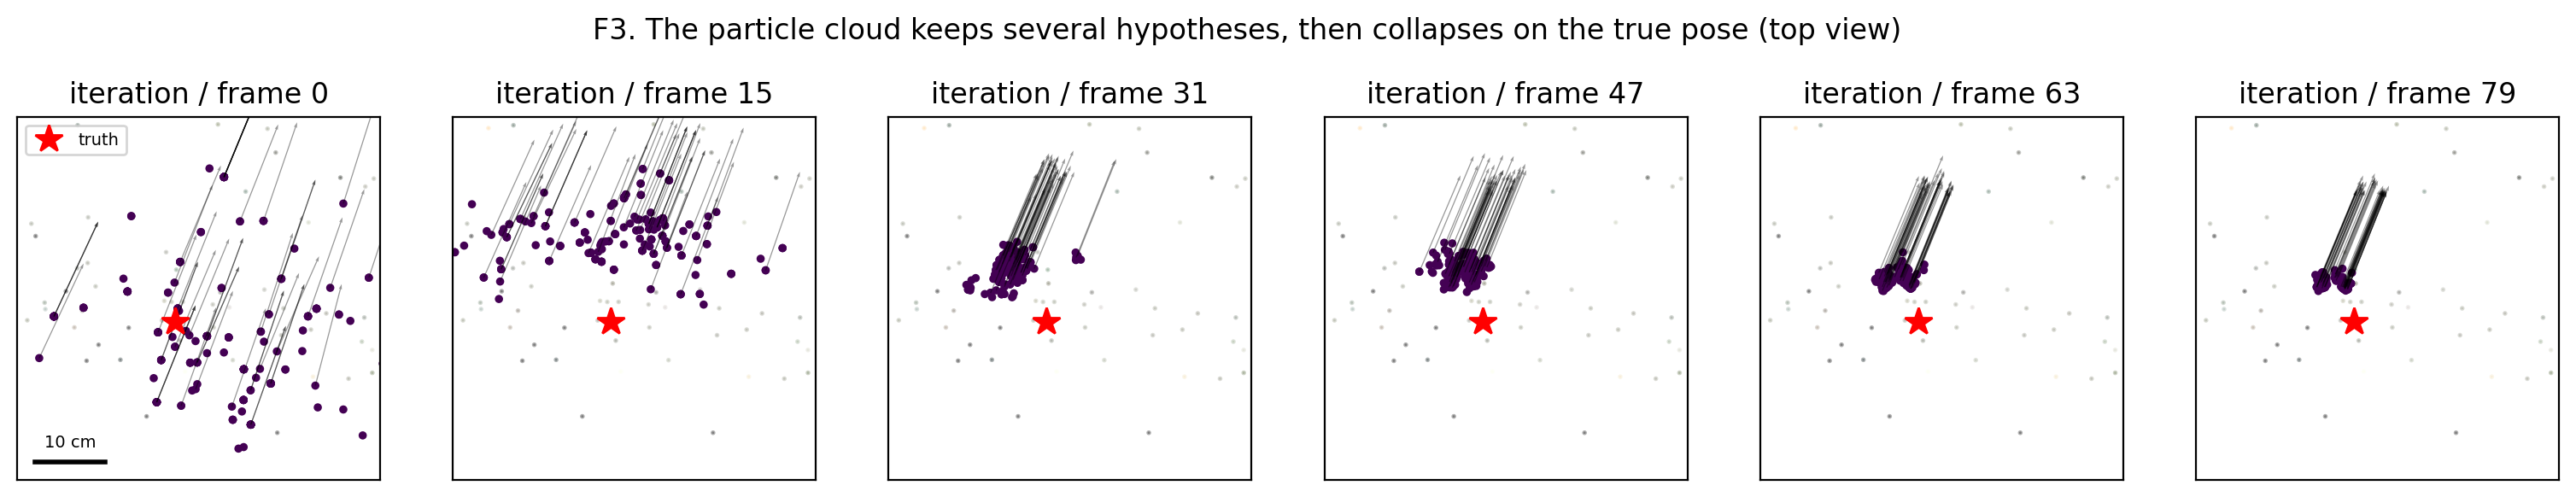 F3. The particle cloud keeps several hypotheses, then collapses on the true pose (top view)
iteration / frame 0
iteration / frame 15
iteration / frame 31
iteration / frame 47
iteration / frame 63
iteration / frame 79
truth
10 cm